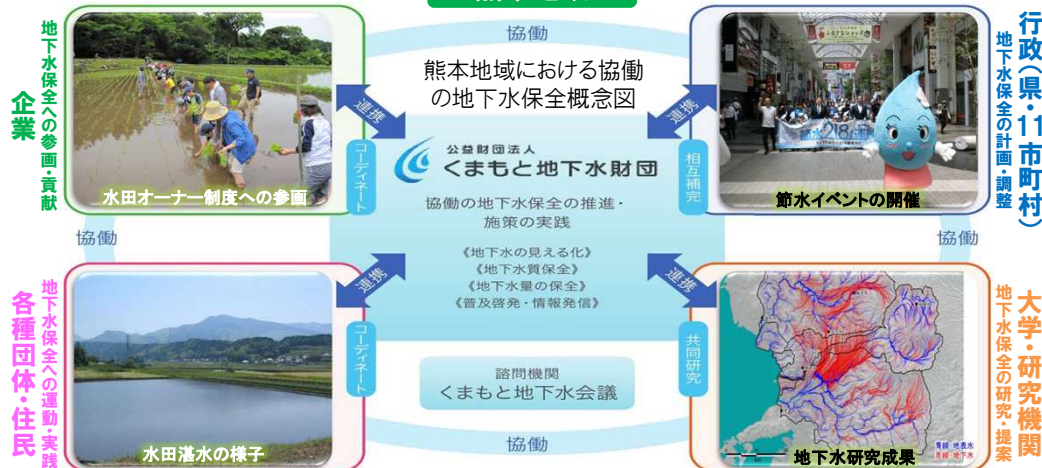 協働
熊本地域における協働
の地下水保全概念図
企業
地下水保全への参画・貢献
水田オーナー制度への参画
連携
コーディネート
行政（県・11市町村）
地下水保全の計画・調整
節水イベントの開催
連携
相互補完
公益財団法人
くまもと地下水財団
協働の地下水保全の推進・
施策の実践
《地下水の見える化》
《地下水質保全》
《地下水量の保全》
《普及啓発・情報発信》
協働
協働
各種団体・住民
地下水保全への運動・実践
水田湛水の様子
連携
コーディネート
大学・研究機関
地下水保全の研究・提案
地下水研究成果
青線・地表水
赤線・地下水
連携
共同研究
諮問機関
くまもと地下水会議
協働